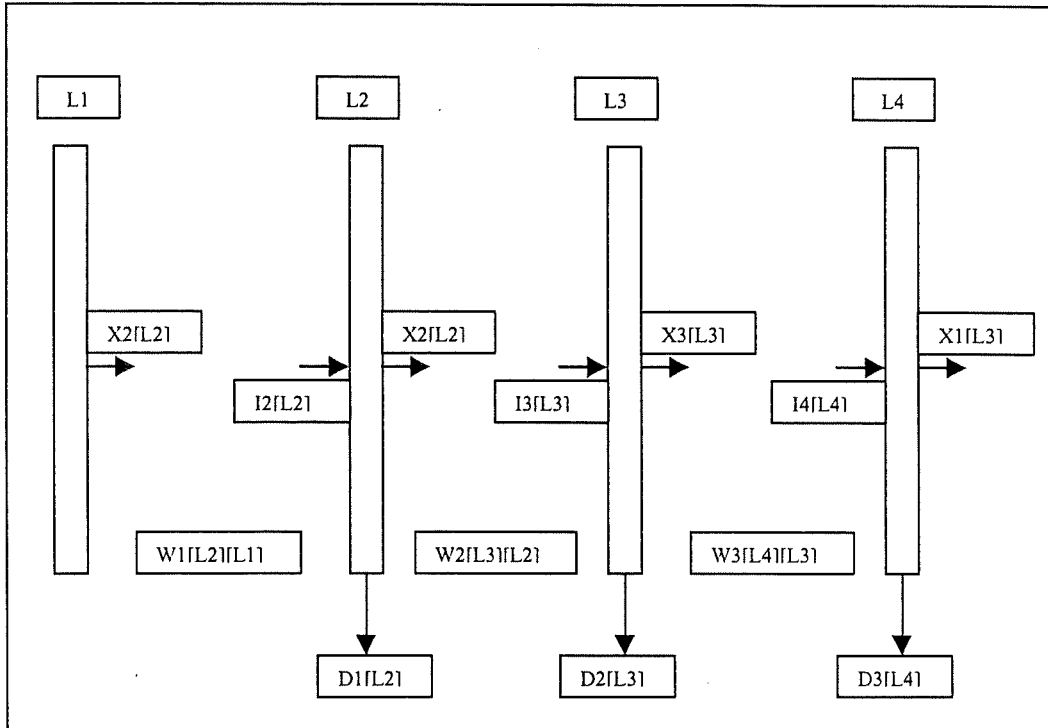 L1 L2 L3 L4
X2[L2] X2[L2] X3[L3] X1[L3]
I2[L2] I3[L3] I4[L4]
W1[L2][L1] W2[L3][L2] W3[L4][L3]
D1[L2] D2[L3] D3[L4]